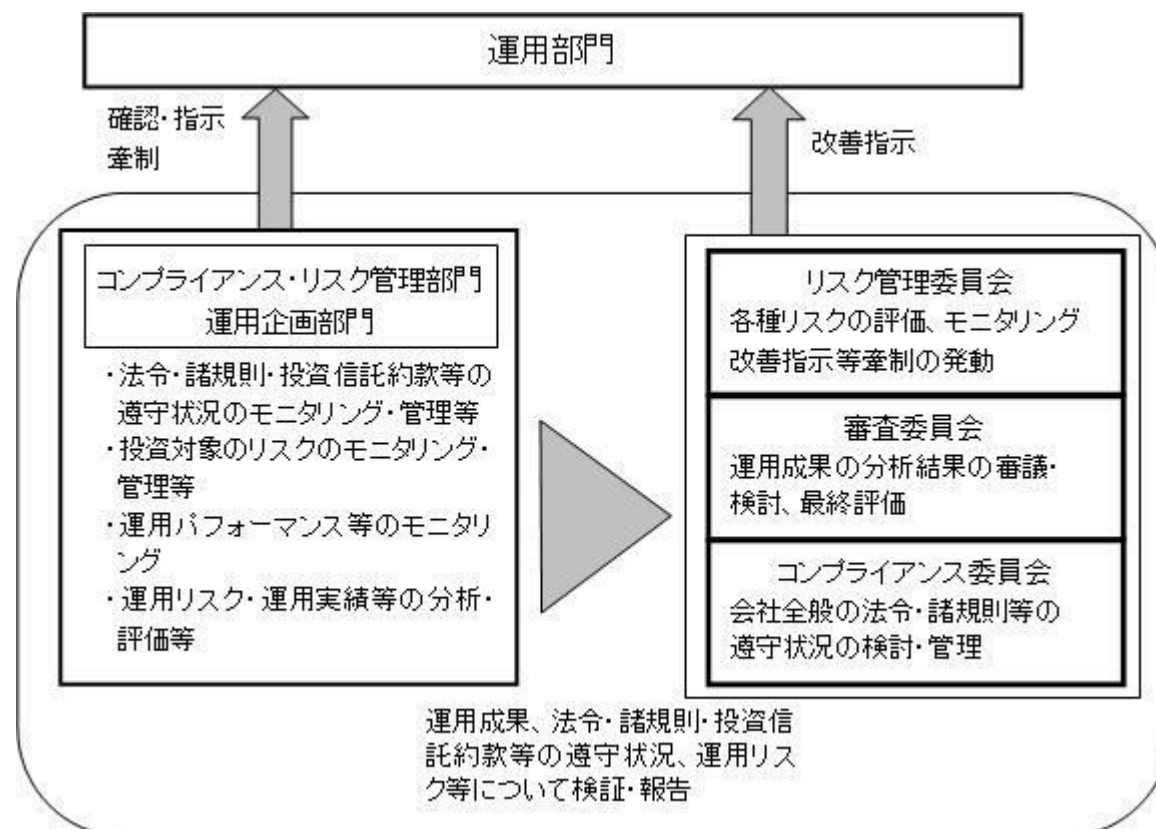 運用部門
確認・指示
牽制
改善指示
コンプライアンス・リスク管理部門
運用企画部門
・法令・諸規則・投資信託約款等の
遵守状況のモニタリング・管理等
・投資対象のリスクのモニタリング・
管理等
・運用パフォーマンス等のモニタリ
ング
・運用リスク・運用実績等の分析・
評価等
リスク管理委員会
各種リスクの評価、モニタリング
改善指示等牽制の発動
審査委員会
運用成果の分析結果の審議・
検討、最終評価
コンプライアンス委員会
会社全般の法令・諸規則等の
遵守状況の検討・管理
運用成果、法令・諸規則・投資信
託約款等の遵守状況、運用リス
ク等について検証・報告